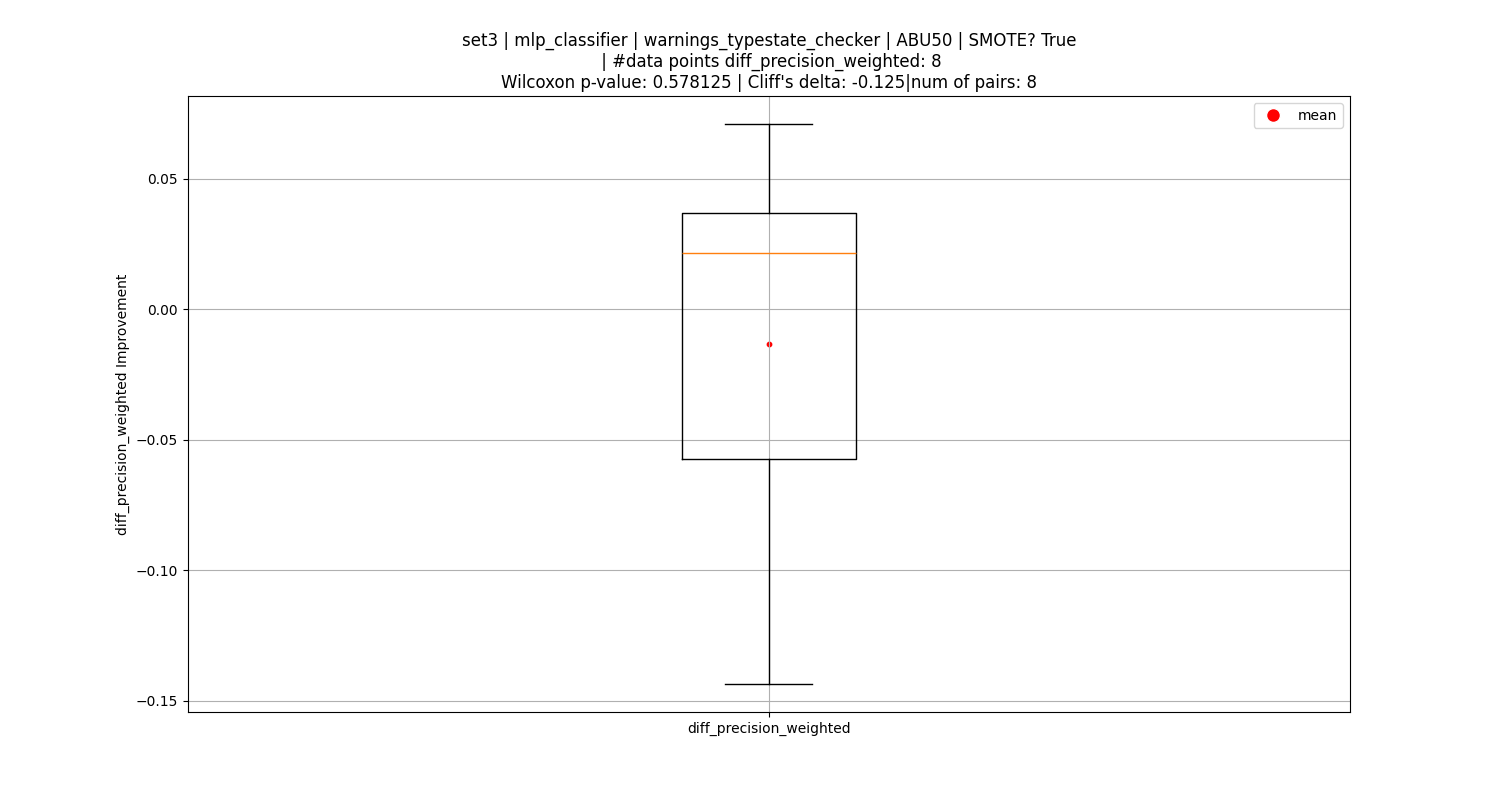 set3 | mlp_classifier | warnings_typestate_checker | ABU50 | SMOTE? True
| #data points diff_precision_weighted: 8
Wilcoxon p-value: 0.578125 | Cliff's delta: -0.125|num of pairs: 8
mean
0.05
0.00
−0.05
−0.10
−0.15
diff_precision_weighted Improvement
diff_precision_weighted